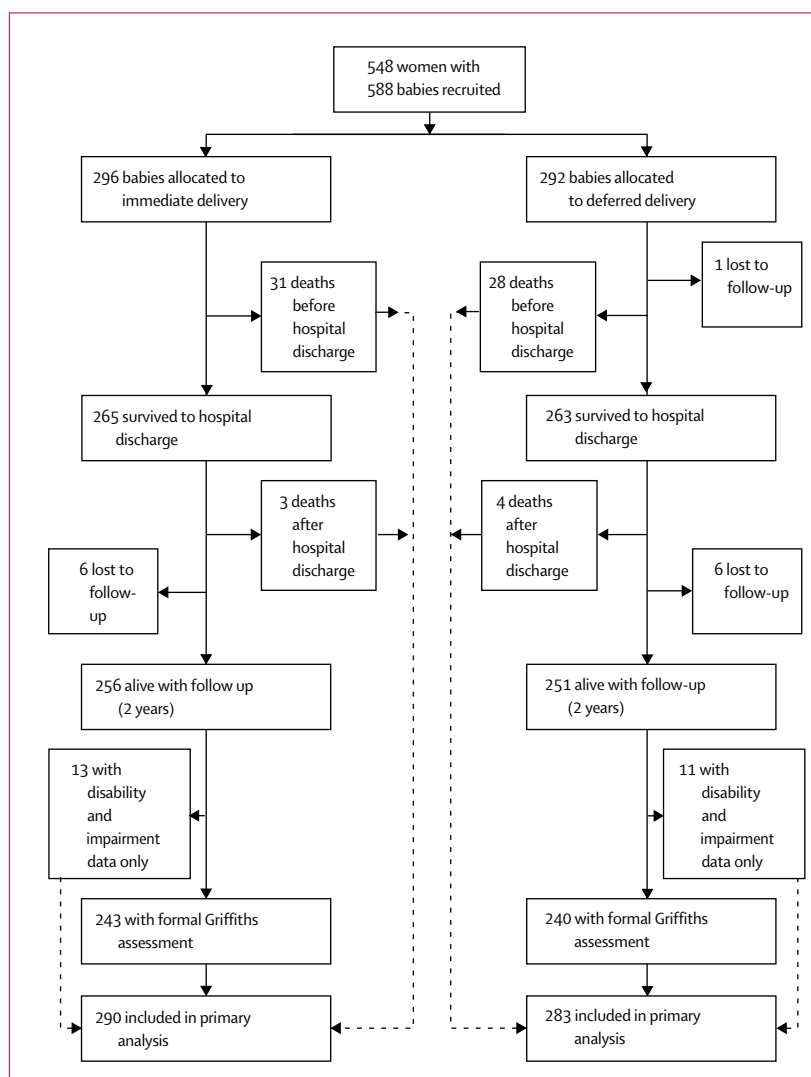 548 women with
588 babies recruited
296 babies allocated to
immediate delivery
292 babies allocated
to deferred delivery
1 lost to
follow-up
31 deaths
before
hospital
discharge
28 deaths
before
hospital
discharge
265 survived to hospital
discharge
263 survived to hospital
discharge
3 deaths
after
hospital
discharge
4 deaths
after
hospital
discharge
6 lost to
follow-
up
6 lost to
follow-up
256 alive with follow up
(2 years)
251 alive with follow-up
(2 years)
13 with
disability
and
impairment
data only
11 with
disability
and
impairment
data only
243 with formal Griffiths
assessment
240 with formal Griffiths
assessment
290 included in primary
analysis
283 included in primary
analysis